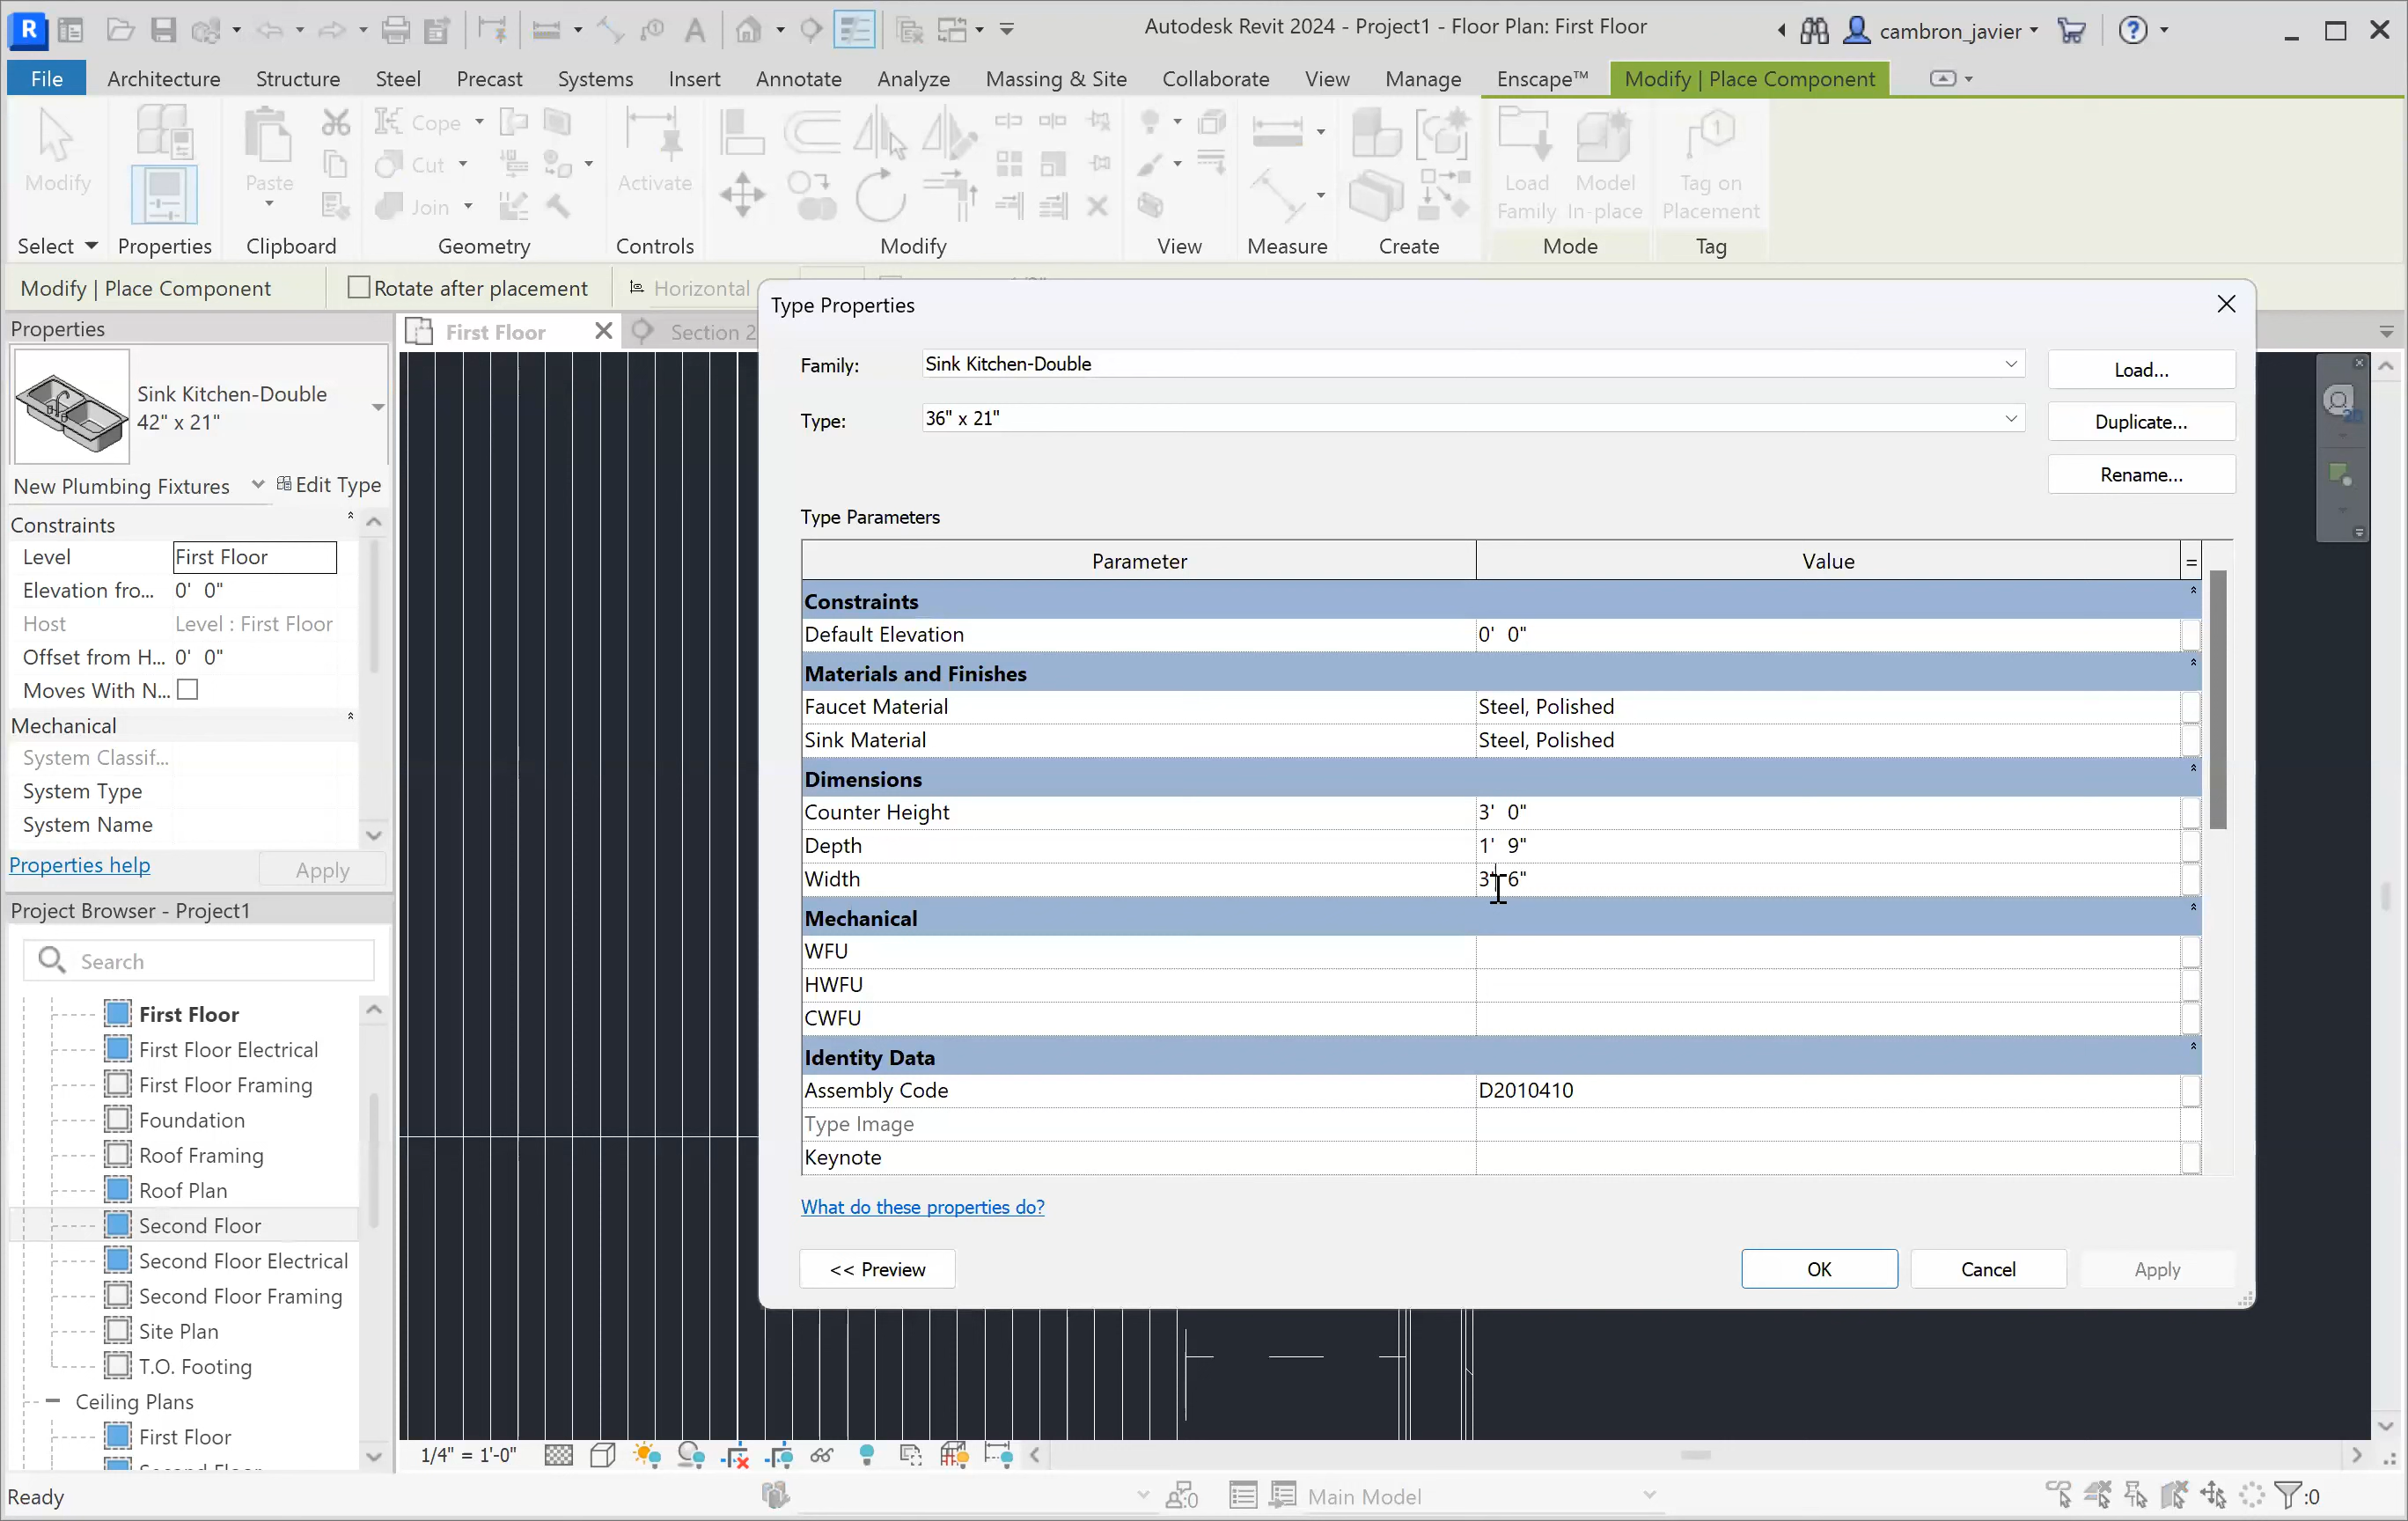 Autodesk Revit 2024 - Project1 - Floor Plan: First Floor
cambron_javier
File Architecture Structure Steel Precast Systems Insert Annotate Analyze Massing & Site Collaborate View Manage Enscape™ Modify | Place Component
Cope
Modify Paste Cut Activate Load Model Tag on
Join Family In-place Placement
Select Properties Clipboard Geometry Controls Modify View Measure Create Mode Tag
Modify | Place Component Rotate after placement Horizontal
Properties
First Floor Section 2
Sink Kitchen-Double
42" x 21"
New Plumbing Fixtures Edit Type
Constraints
Level First Floor
Elevation fro... 0' 0"
Host Level : First Floor
Offset from H... 0' 0"
Moves With N...
Mechanical
System Classif...
System Type
System Name
Properties help Apply
Project Browser - Project1
Search
First Floor
First Floor Electrical
First Floor Framing
Foundation
Roof Framing
Roof Plan
Second Floor
Second Floor Electrical
Second Floor Framing
Site Plan
T.O. Footing
Ceiling Plans
First Floor
Type Properties
Family: Sink Kitchen-Double Load...
Type: 36" x 21" Duplicate...
Rename...
Type Parameters
Parameter Value =
Constraints
Default Elevation 0' 0"
Materials and Finishes
Faucet Material Steel, Polished
Sink Material Steel, Polished
Dimensions
Counter Height 3' 0"
Depth 1' 9"
Width 3' 6"
Mechanical
WFU
HWFU
CWFU
Identity Data
Assembly Code D2010410
Type Image
Keynote
What do these properties do?
<< Preview OK Cancel Apply
1/4" = 1'-0"
Ready :0 Main Model :0